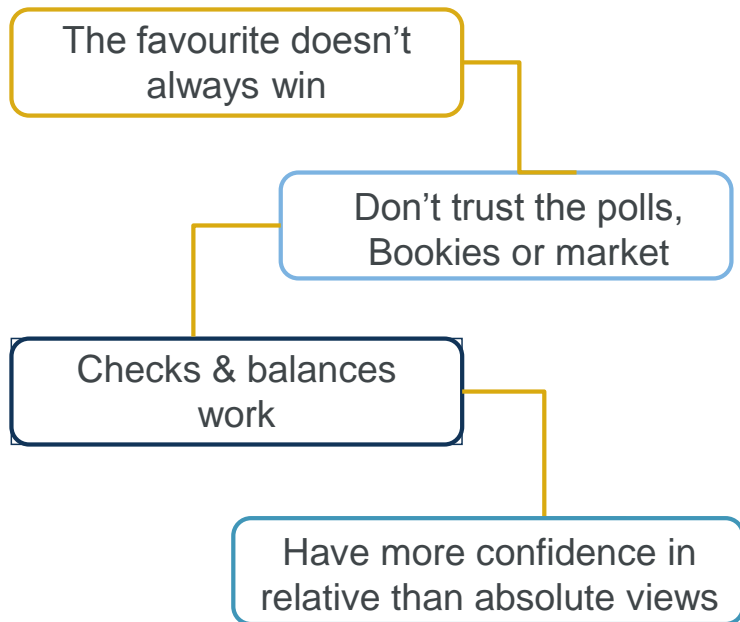 The favourite doesn’t
always win
Don’t trust the polls,
Bookies or market
Checks & balances
work
Have more confidence in
relative than absolute views